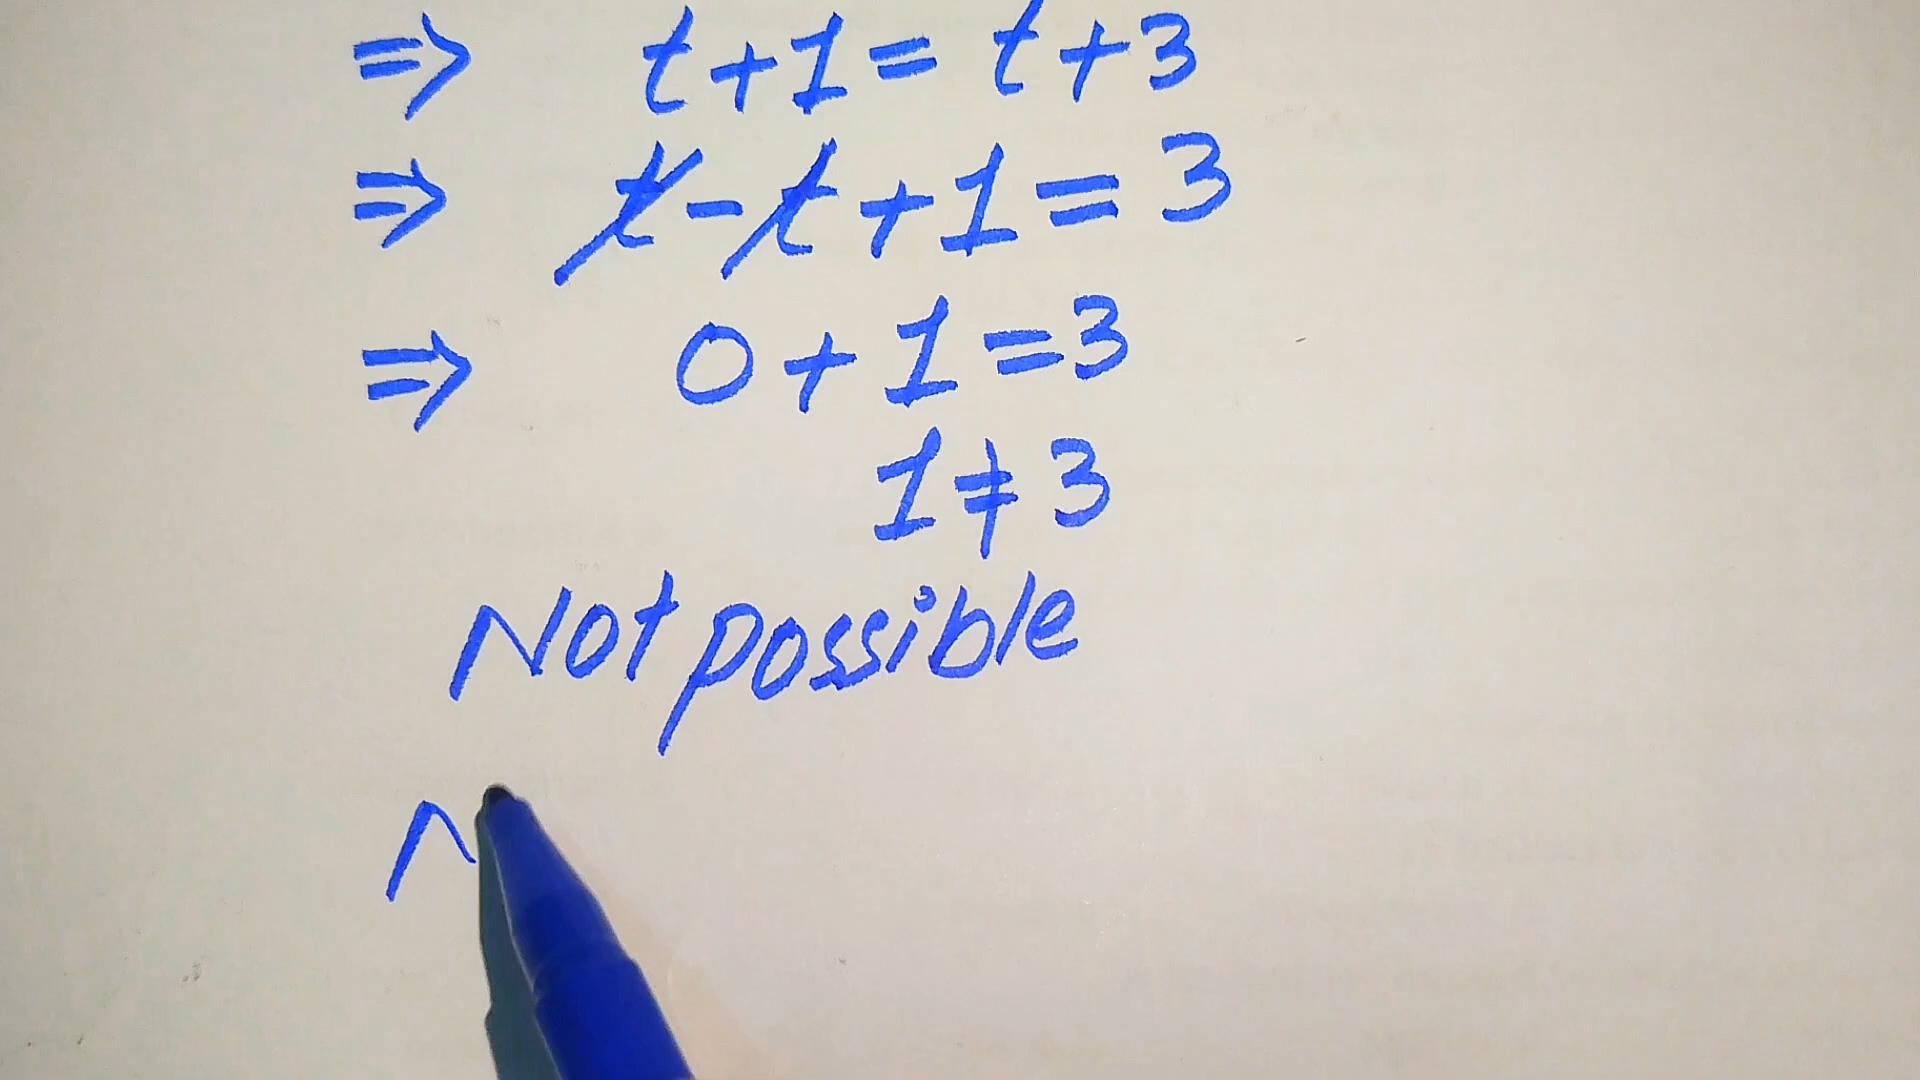 ⇒ t+1=t+3
⇒ t-t+1=3
⇒ 0+1=3
1≠3
Not possible
N